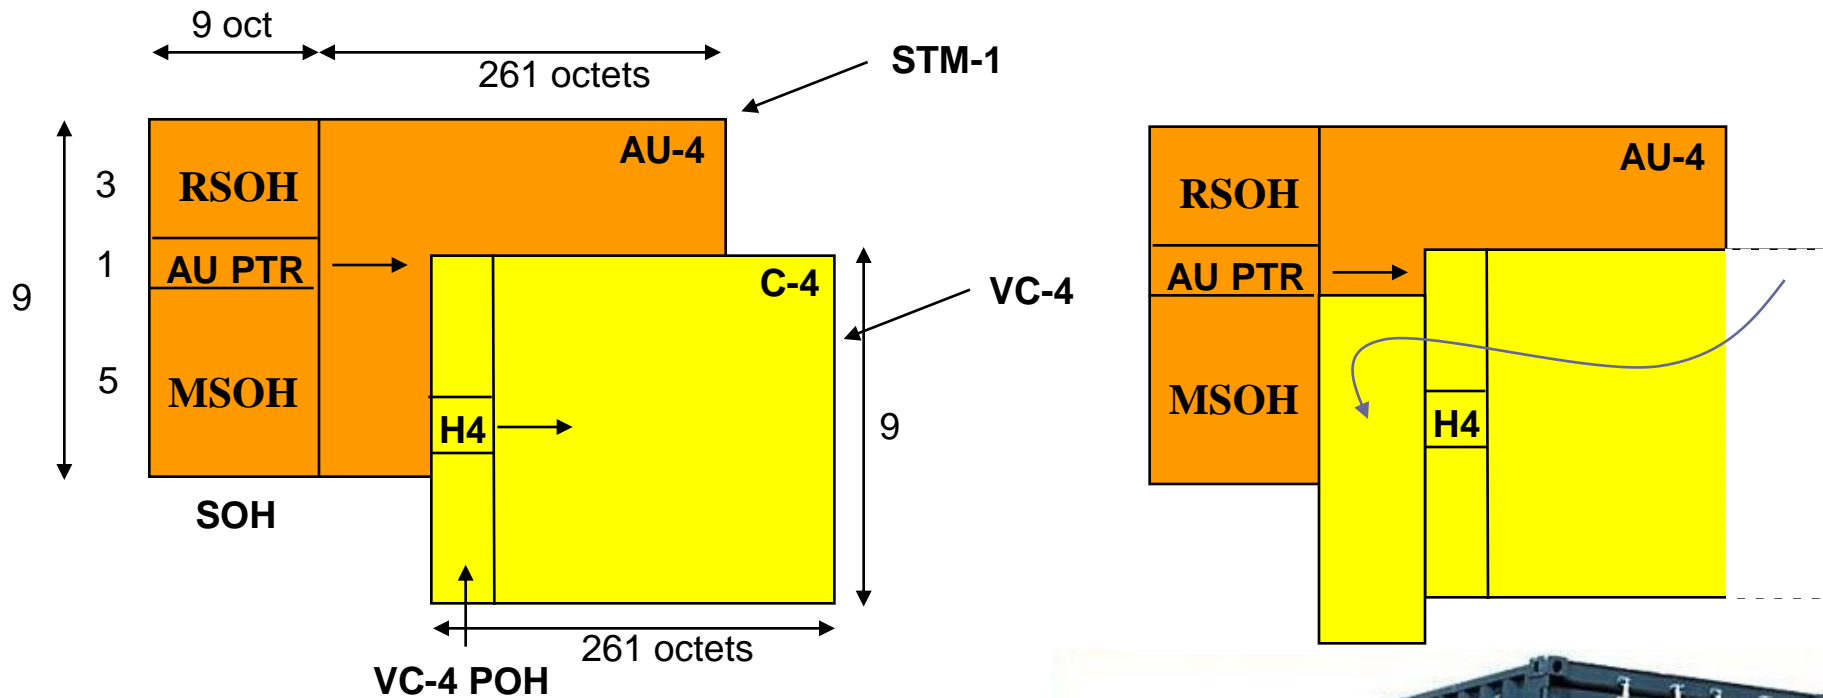 9 oct
261 octets
STM-1
AU-4
3
RSOH
1
AU PTR
9
5
MSOH
SOH
C-4
VC-4
H4
9
261 octets
VC-4 POH
AU-4
RSOH
AU PTR
MSOH
H4